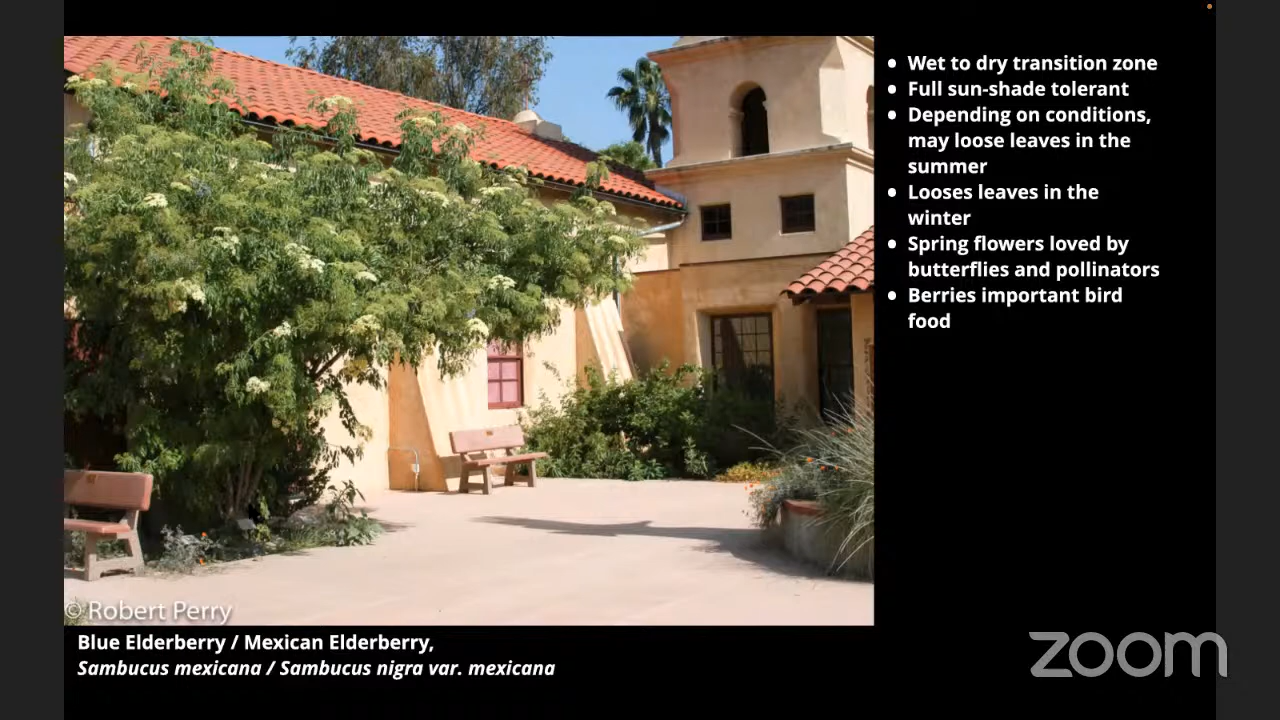 • Wet to dry transition zone
• Full sun-shade tolerant
• Depending on conditions,
may loose leaves in the
summer
• Looses leaves in the
winter
• Spring flowers loved by
butterflies and pollinators
• Berries important bird
food
© Robert Perry
Blue Elderberry / Mexican Elderberry,
Sambucus mexicana / Sambucus nigra var. mexicana
zoom